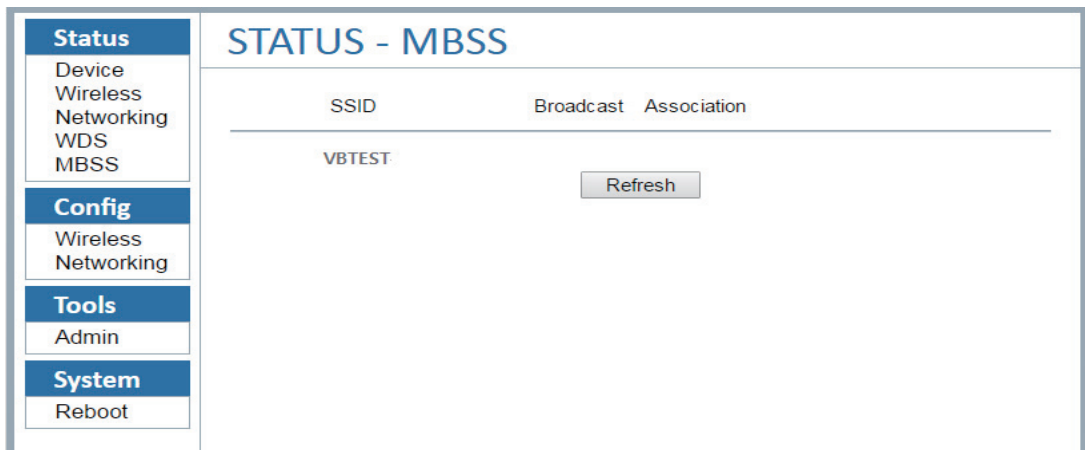 Status
Device
Wireless
Networking
WDS
MBSS
Config
Wireless
Networking
Tools
Admin
System
Reboot
STATUS - MBSS
SSID Broadcast Association
VBTEST
Refresh